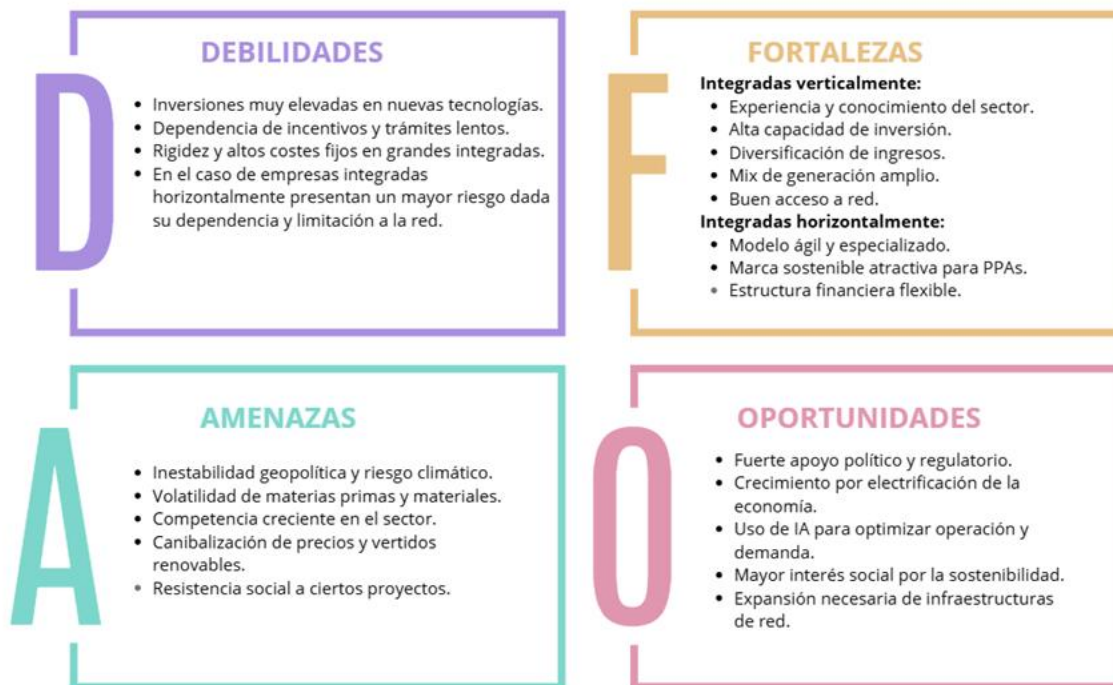 D
DEBILIDADES
• Inversiones muy elevadas en nuevas tecnologías.
• Dependencia de incentivos y trámites lentos.
• Rigidez y altos costes fijos en grandes integradas.
• En el caso de empresas integradas
horizontalmente presentan un mayor riesgo dada
su dependencia y limitación a la red.
F
FORTALEZAS
Integradas verticalmente:
• Experiencia y conocimiento del sector.
• Alta capacidad de inversión.
• Diversificación de ingresos.
• Mix de generación amplio.
• Buen acceso a red.
Integradas horizontalmente:
• Modelo ágil y especializado.
• Marca sostenible atractiva para PPAs.
• Estructura financiera flexible.
A
AMENAZAS
• Inestabilidad geopolítica y riesgo climático.
• Volatilidad de materias primas y materiales.
• Competencia creciente en el sector.
• Canibalización de precios y vertidos
renovables.
• Resistencia social a ciertos proyectos.
O
OPORTUNIDADES
• Fuerte apoyo político y regulatorio.
• Crecimiento por electrificación de la
economía.
• Uso de IA para optimizar operación y
demanda.
• Mayor interés social por la sostenibilidad.
• Expansión necesaria de infraestructuras
de red.